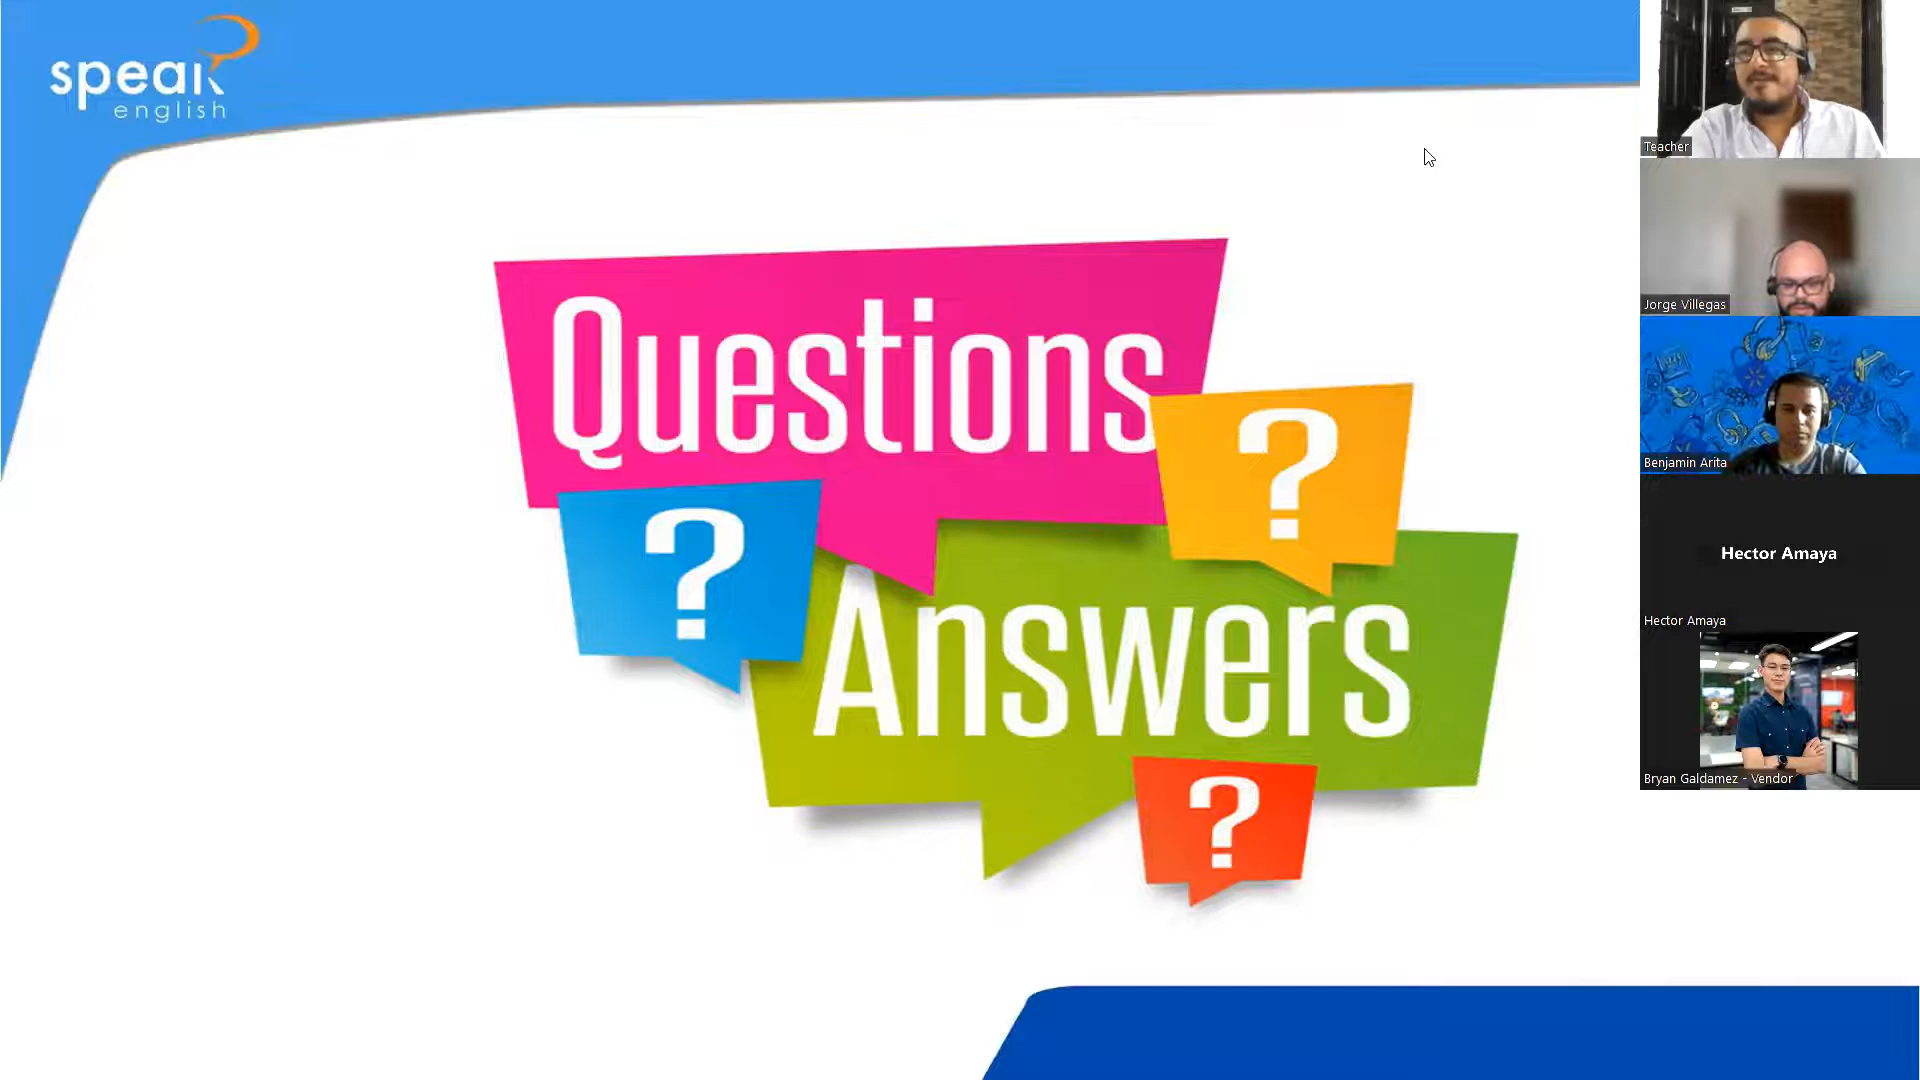 speak
english
Questions
?
?
Answers
?
Teacher
Jorge Villegas
Benjamin Arita
Hector Amaya
Hector Amaya
Bryan Galdamez - Vendor